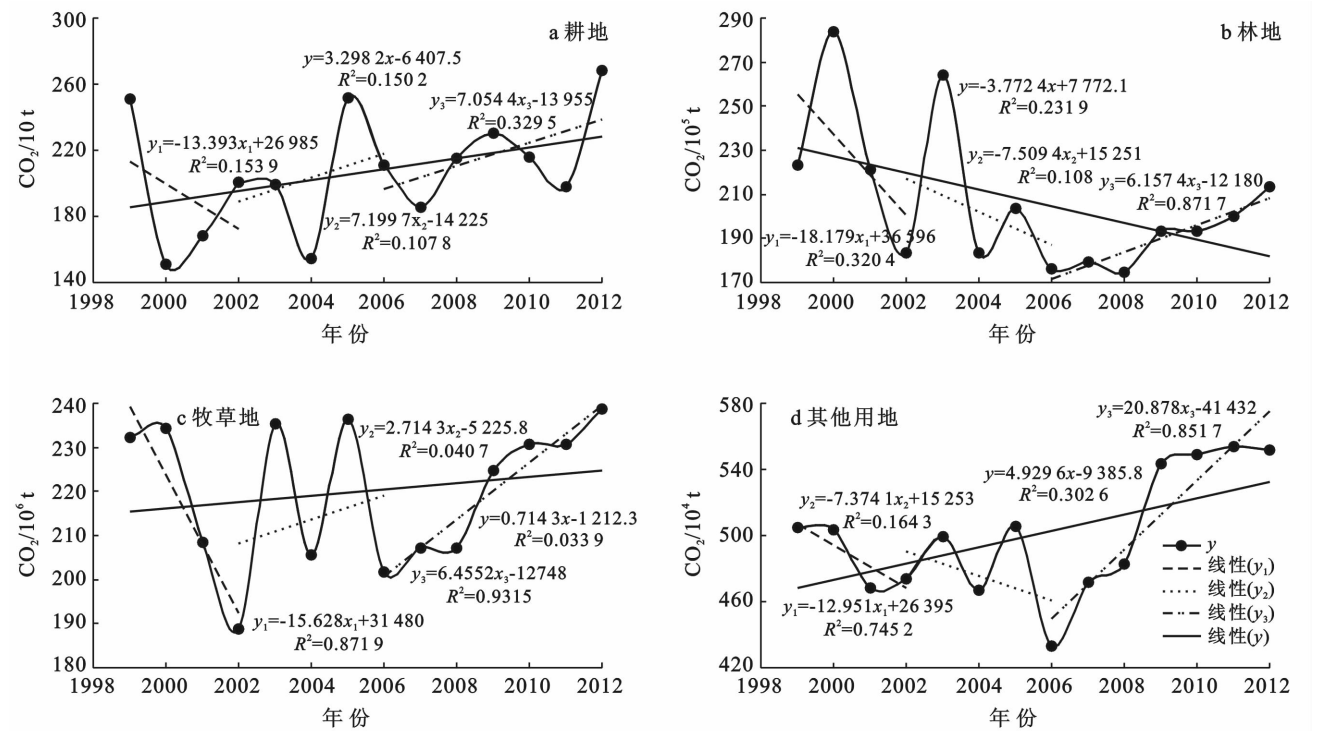 a 耕地
CO₂/10 t
300
260
220
180
140
y=3.298 2x-6 407.5
R²=0.150 2
y₃=7.054 4x₃-13 955
R²=0.329 5
y₁=-13.393x₁+26 985
R²=0.153 9
y₂=7.199 7x₂-14 225
R²=0.107 8
1998 2000 2002 2004 2006 2008 2010 2012
年份
b 林地
CO₂/10⁵ t
290
270
250
230
210
190
170
y=-3.772 4x+7 772.1
R²=0.231 9
y₂=-7.509 4x₂+15 251
R²=0.108
y₃=6.157 4x₃-12 180
R²=0.871 7
y₁=-18.179x₁+36 596
R²=0.320 4
1998 2000 2002 2004 2006 2008 2010 2012
年份
c 牧草地
CO₂/10⁶ t
240
230
220
210
200
190
180
y₂=2.714 3x₂-5 225.8
R²=0.040 7
y=0.714 3x-1 212.3
R²=0.033 9
y₃=6.4552x₃-12748
R²=0.9315
y₁=-15.628x₁+31 480
R²=0.871 9
1998 2000 2002 2004 2006 2008 2010 2012
年份
d 其他用地
CO₂/10⁴ t
580
540
500
460
420
y₃=20.878x₃-41 432
R²=0.851 7
y=4.929 6x-9 385.8
R²=0.302 6
y₂=-7.374 1x₂+15 253
R²=0.164 3
y₁=-12.951x₁+26 395
R²=0.745 2
y
线性(y₁)
线性(y₂)
线性(y₃)
线性(y)
1998 2000 2002 2004 2006 2008 2010 2012
年份